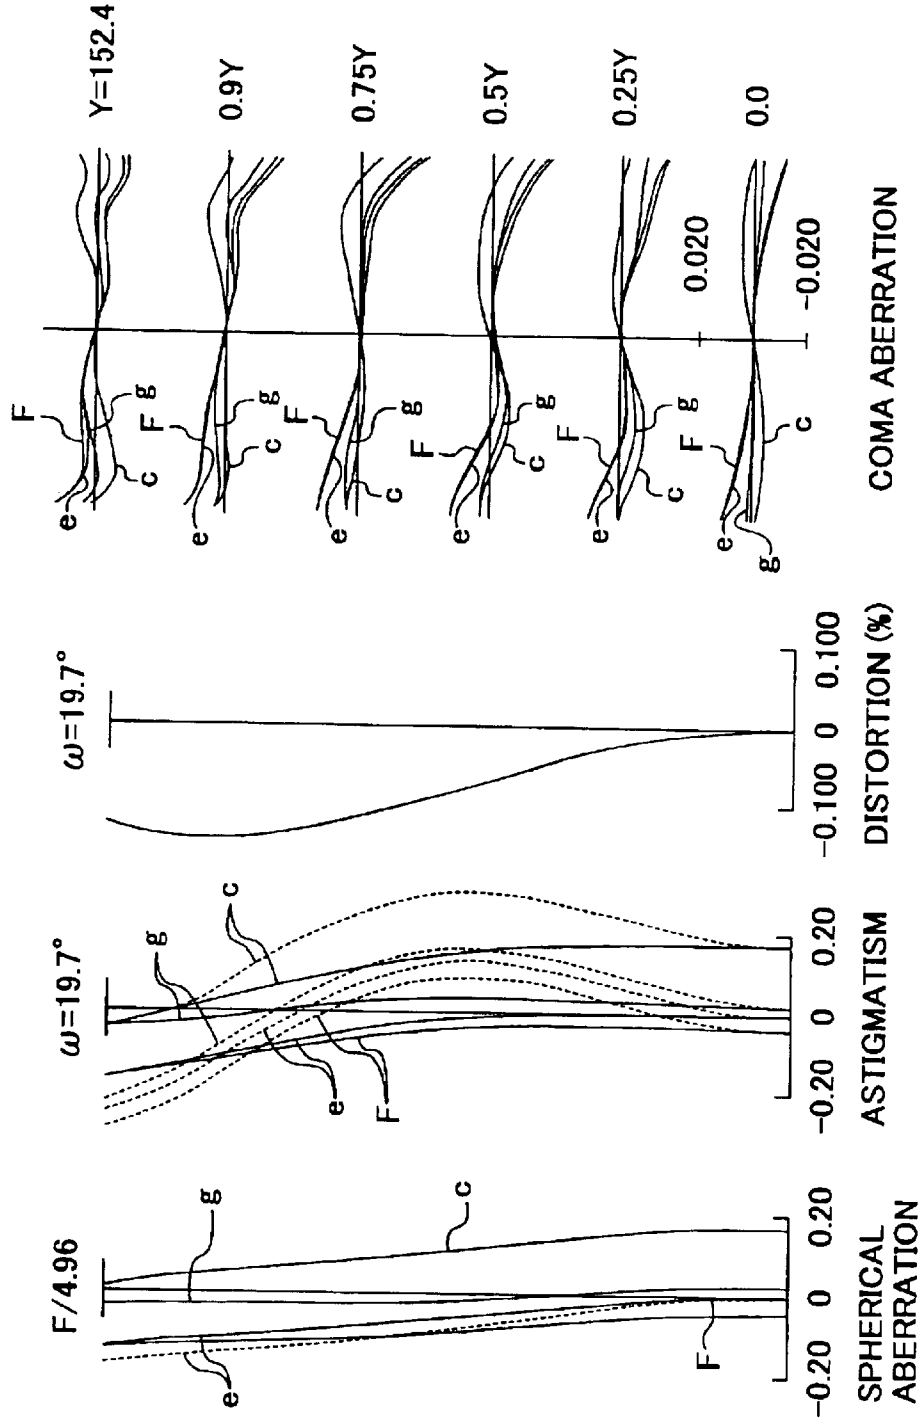 F/4.96
g
c
e
F
-0.20
0
0.20
SPHERICAL
ABERRATION
ω=19.7°
g
c
e
F
-0.20
0
0.20
ASTIGMATISM
ω=19.7°
-0.100
0
0.100
DISTORTION (%)
F
e
g
c
Y=152.4
F
e
g
c
0.9Y
F
e
g
c
0.75Y
F
e
g
c
0.5Y
F
e
g
c
0.25Y
0.020
F
e
g
c
0.0
-0.020
COMA ABERRATION